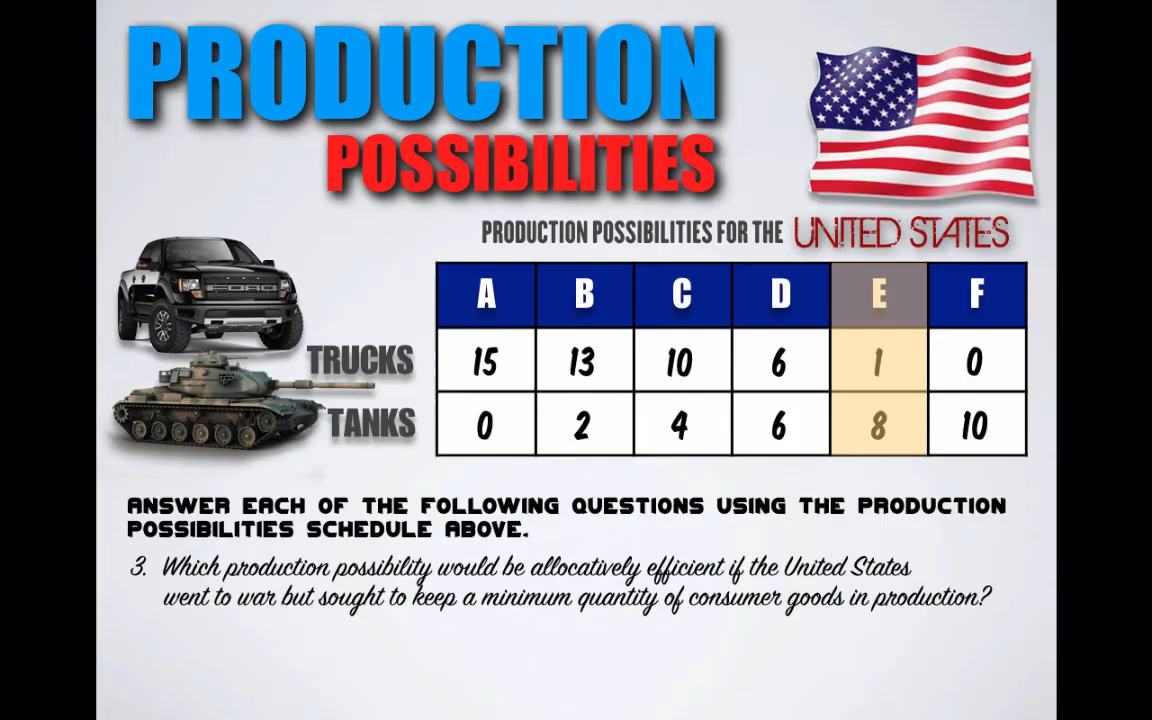 PRODUCTION
POSSIBILITIES
PRODUCTION POSSIBILITIES FOR THE UNITED STATES
A B C D E F
TRUCKS 15 13 10 6 1 0
TANKS 0 2 4 6 8 10
ANSWER EACH OF THE FOLLOWING QUESTIONS USING THE PRODUCTION
POSSIBILITIES SCHEDULE ABOVE.
3. Which production possibility would be allocatively efficient if the United States
went to war but sought to keep a minimum quantity of consumer goods in production?